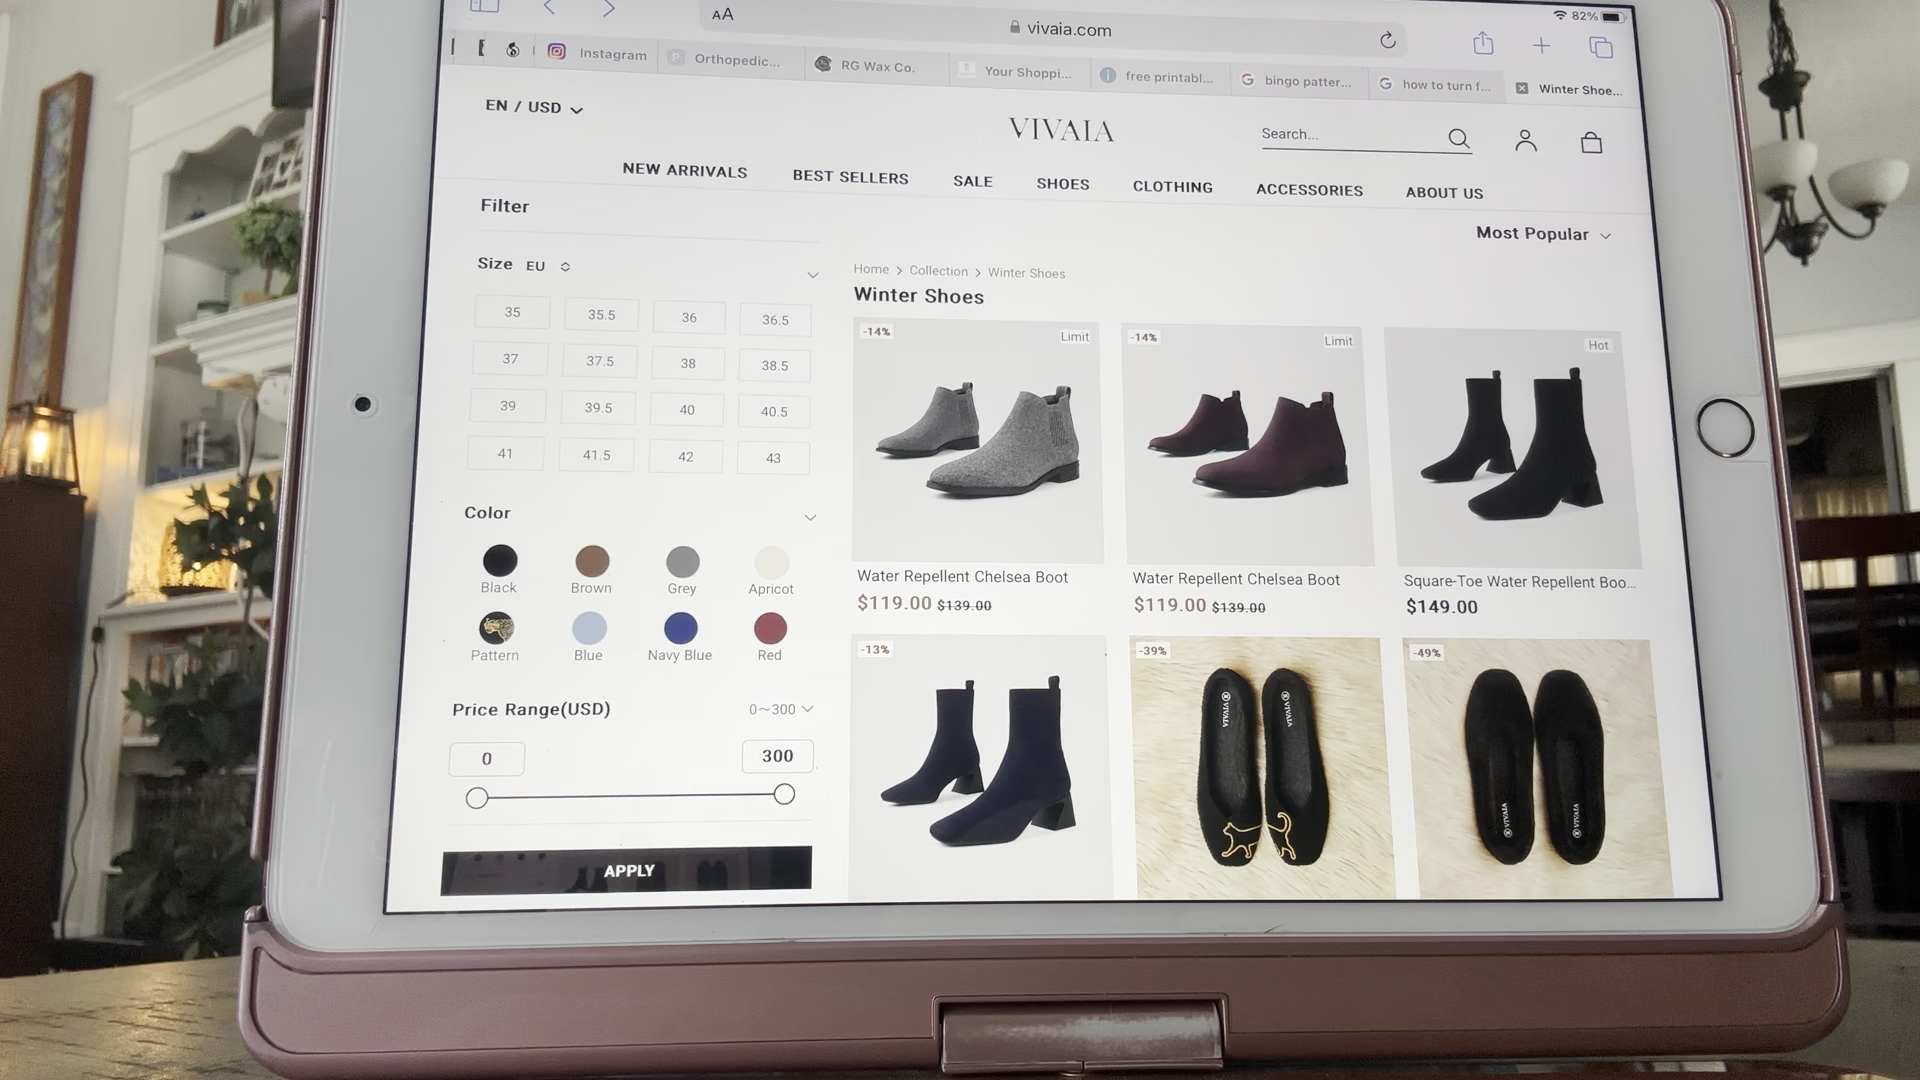 AA
vivaia.com
82%
Instagram
Orthopedic...
RG Wax Co.
Your Shoppi...
free printabl...
bingo patter...
how to turn f...
Winter Shoe...
EN / USD
VIVAIA
Search...
NEW ARRIVALS
BEST SELLERS
SALE
SHOES
CLOTHING
ACCESSORIES
ABOUT US
Filter
Most Popular
Size EU
35 35.5 36 36.5
37 37.5 38 38.5
39 39.5 40 40.5
41 41.5 42 43
Color
Black Brown Grey Apricot
Pattern Blue Navy Blue Red
Price Range(USD) 0~300
0 300
APPLY
Home > Collection > Winter Shoes
Winter Shoes
-14% Limit
Water Repellent Chelsea Boot
$119.00 $139.00
-14% Limit
Water Repellent Chelsea Boot
$119.00 $139.00
Hot
Square-Toe Water Repellent Boo...
$149.00
-13%
-39%
VIVAIA
VIVAIA
-49%
VIVAIA
VIVAIA